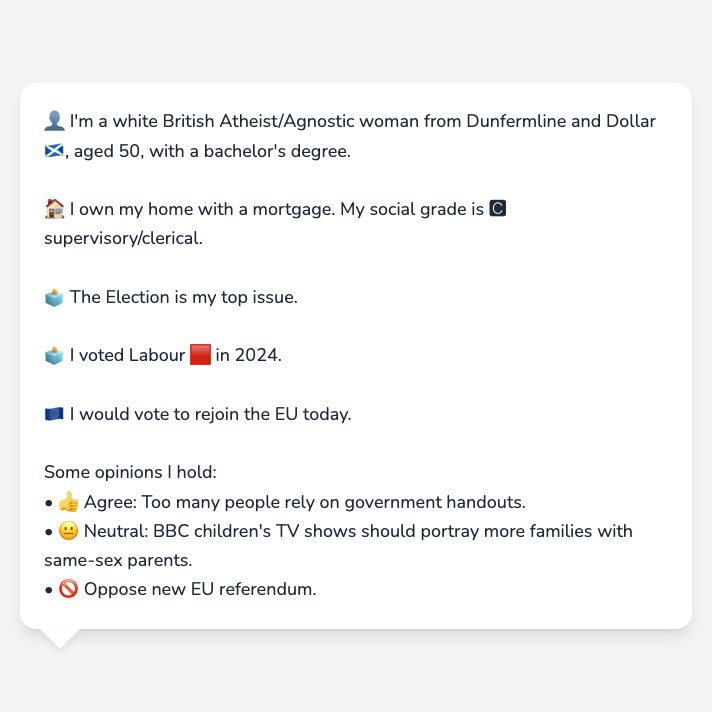 👤 I'm a white British Atheist/Agnostic woman from Dunfermline and Dollar
🏴󠁧󠁢󠁳󠁣󠁴󠁿, aged 50, with a bachelor's degree.
🏠 I own my home with a mortgage. My social grade is 🅲
supervisory/clerical.
🗳️ The Election is my top issue.
🗳️ I voted Labour 🟥 in 2024.
🇪🇺 I would vote to rejoin the EU today.
Some opinions I hold:
• 👍 Agree: Too many people rely on government handouts.
• 😐 Neutral: BBC children's TV shows should portray more families with
same-sex parents.
• 🚫 Oppose new EU referendum.